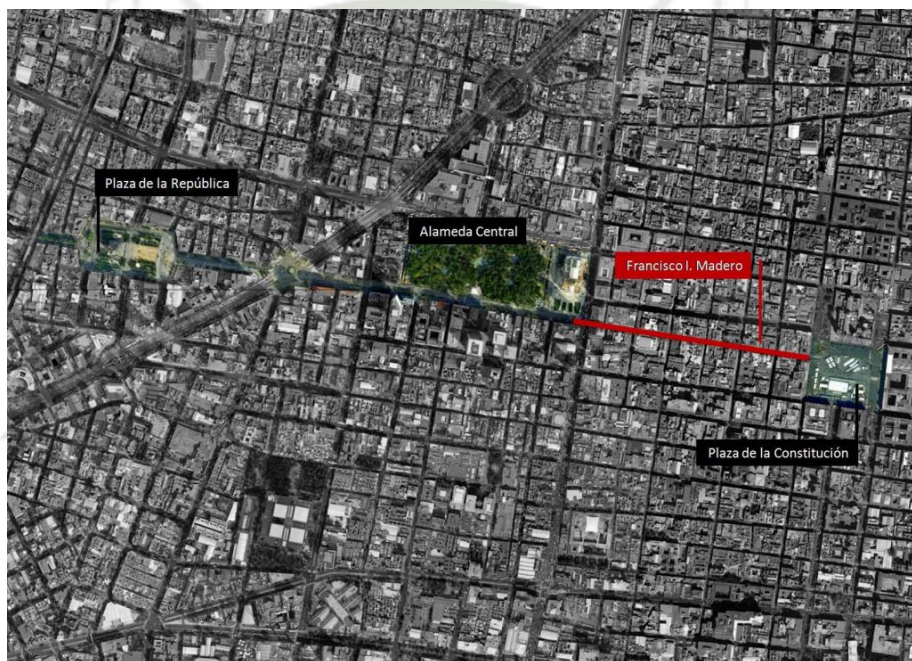 Plaza de la República
Alameda Central
Francisco I. Madero
Plaza de la Constitución